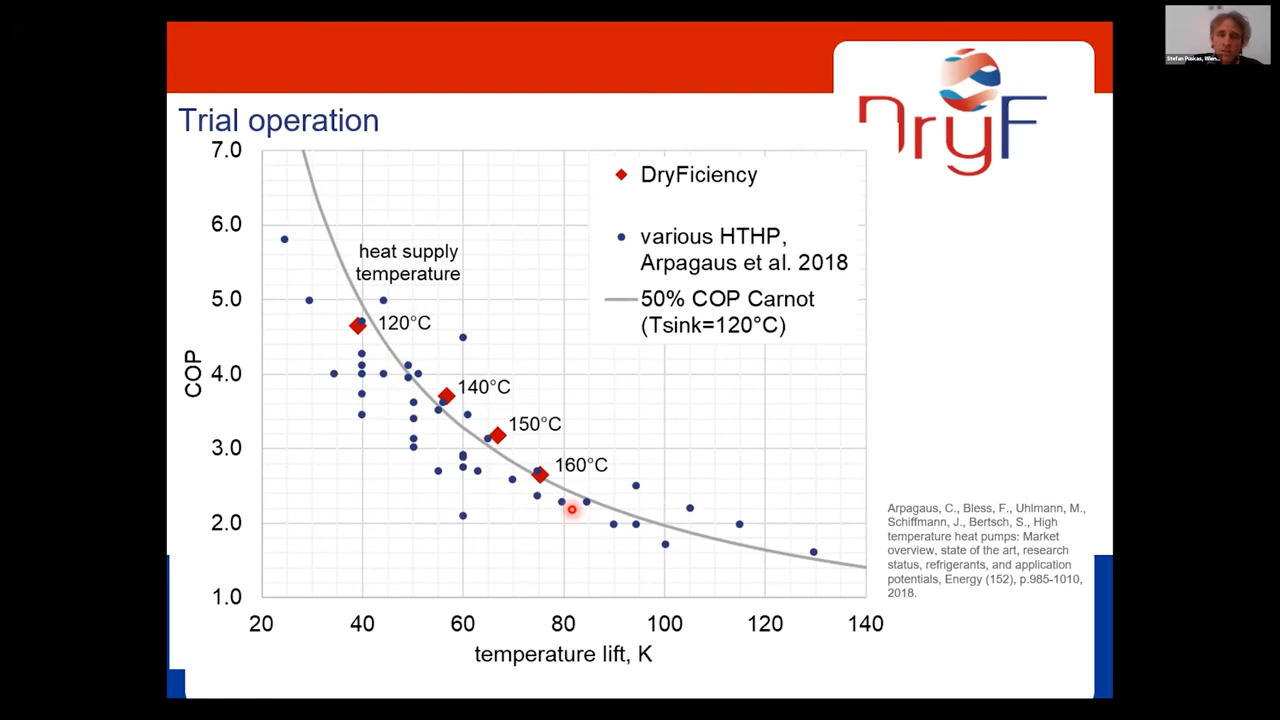 Stefan Puskas, Wien...
DryF
Trial operation
7.0
6.0
5.0
4.0
3.0
2.0
1.0
COP
20
40
60
80
100
120
140
temperature lift, K
heat supply
temperature
120°C
140°C
150°C
160°C
DryFiciency
various HTHP,
Arpagaus et al. 2018
50% COP Carnot
(Tsink=120°C)
Arpagaus, C., Bless, F., Uhlmann, M.,
Schiffmann, J., Bertsch, S., High
temperature heat pumps: Market
overview, state of the art, research
status, refrigerants, and application
potentials, Energy (152), p.985-1010,
2018.